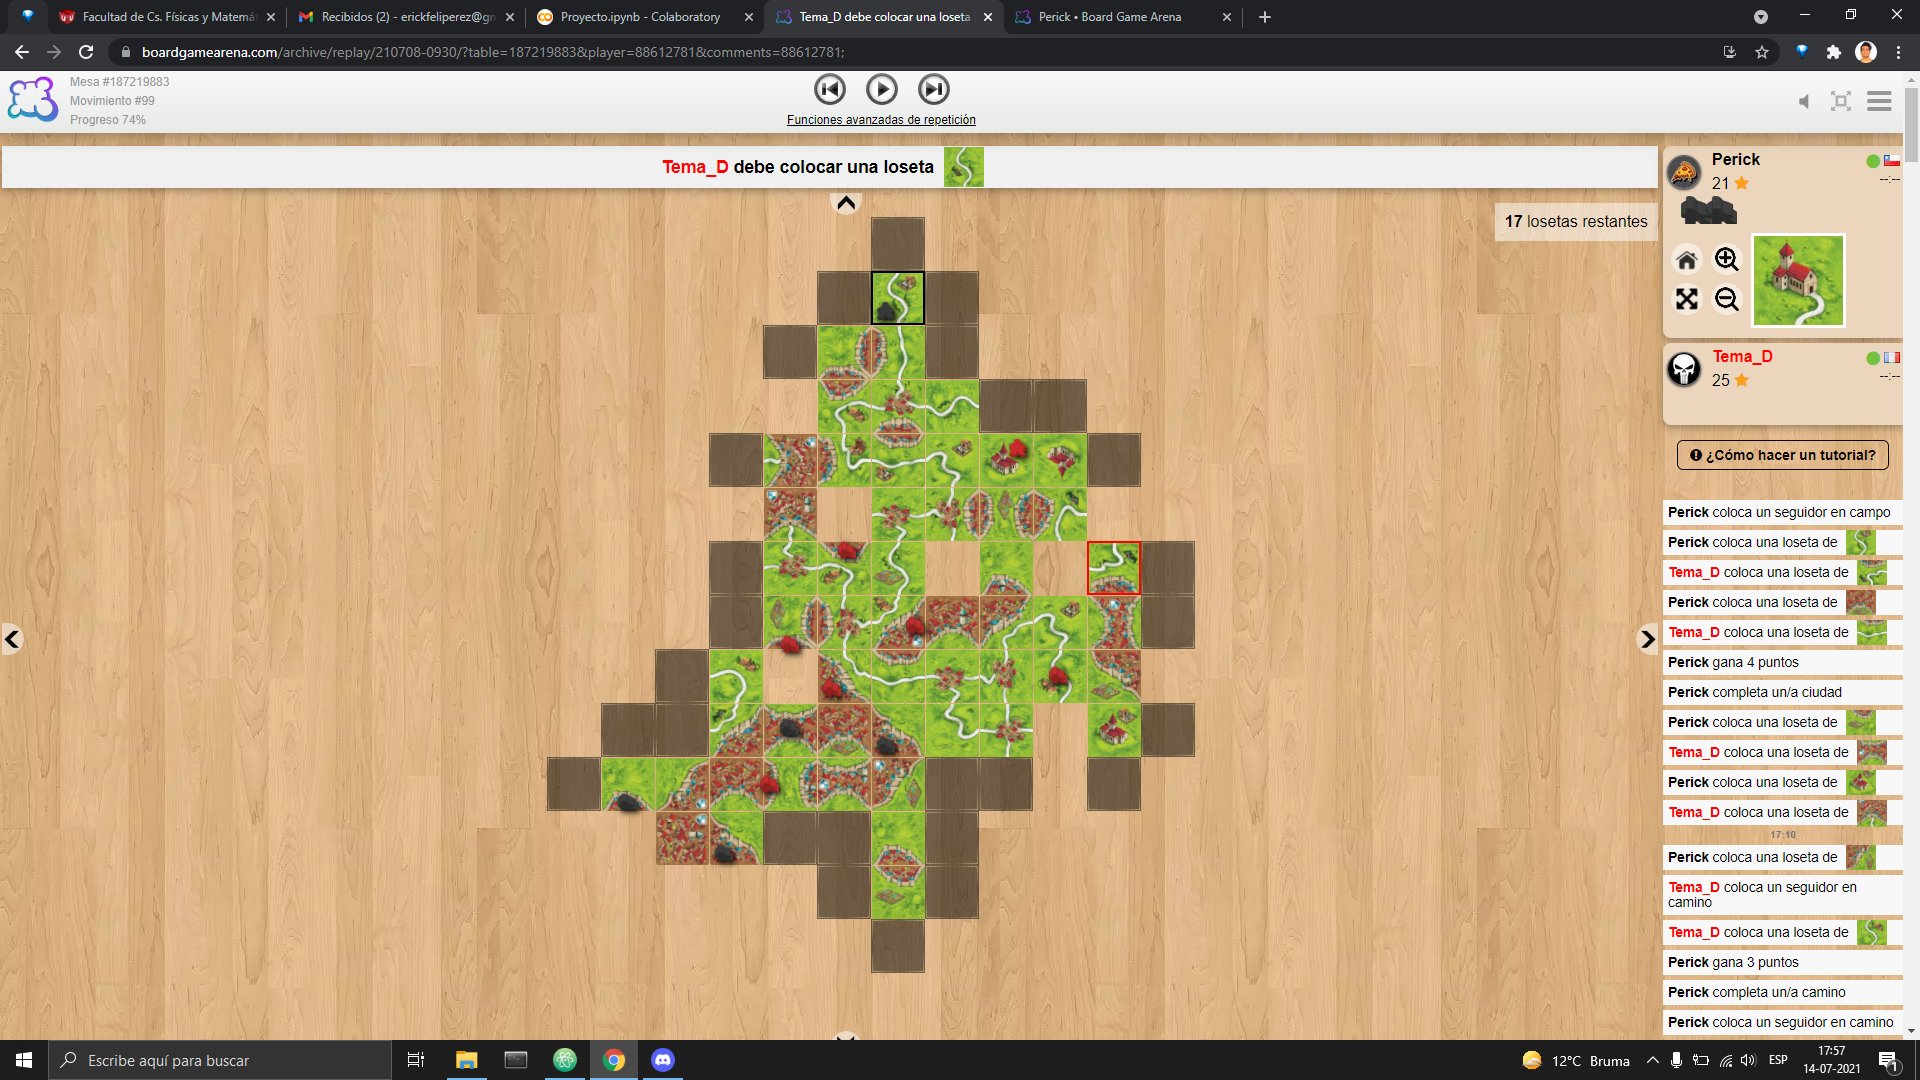 Facultad de Cs. Físicas y Matemát
Recibidos (2) - erickfeliperez@gm
Proyecto.ipynb - Colaboratory
Tema_D debe colocar una loseta
Perick • Board Game Arena
boardgamearena.com/archive/replay/210708-0930/?table=187219883&player=88612781&comments=88612781;
Mesa #187219883
Movimiento #99
Progreso 74%
Funciones avanzadas de repetición
Tema_D debe colocar una loseta
17 losetas restantes
Perick
21
--:--
Tema_D
25
--:--
¿Cómo hacer un tutorial?
Perick coloca un seguidor en campo
Perick coloca una loseta de
Tema_D coloca una loseta de
Perick coloca una loseta de
Tema_D coloca una loseta de
Perick gana 4 puntos
Perick completa un/a ciudad
Perick coloca una loseta de
Tema_D coloca una loseta de
Perick coloca una loseta de
Tema_D coloca una loseta de
17:10
Perick coloca una loseta de
Tema_D coloca un seguidor en
camino
Tema_D coloca una loseta de
Perick gana 3 puntos
Perick completa un/a camino
Perick coloca un seguidor en camino
Escribe aquí para buscar
12°C Bruma
ESP
17:57
14-07-2021
1